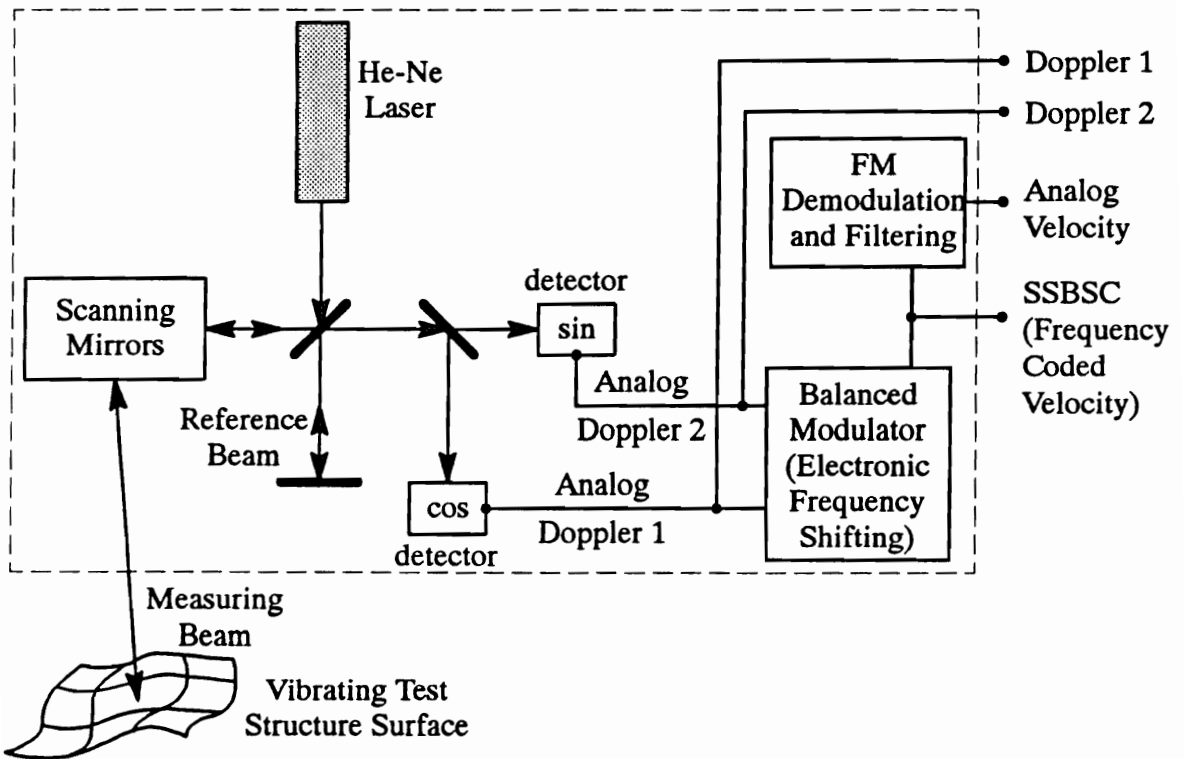 He-Ne
Laser
Doppler 1
Doppler 2
FM
Demodulation
and Filtering
Analog
Velocity
SSBSC
(Frequency
Coded
Velocity)
Scanning
Mirrors
detector
sin
Analog
Doppler 2
Reference
Beam
Balanced
Modulator
(Electronic
Frequency
Shifting)
cos
detector
Analog
Doppler 1
Measuring
Beam
Vibrating Test
Structure Surface